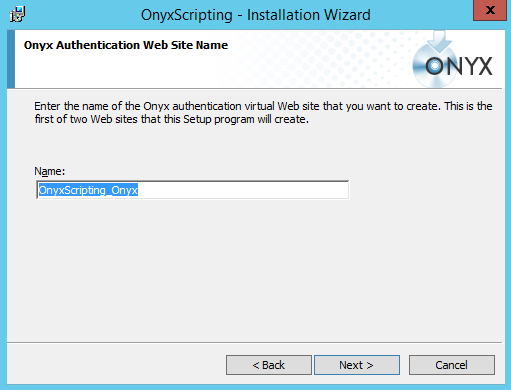 OnyxScripting - Installation Wizard
x
Onyx Authentication Web Site Name
ONYX
Enter the name of the Onyx authentication virtual Web site that you want to create. This is the
first of two Web sites that this Setup program will create.
Name:
OnyxScripting_Onyx
< Back
Next >
Cancel